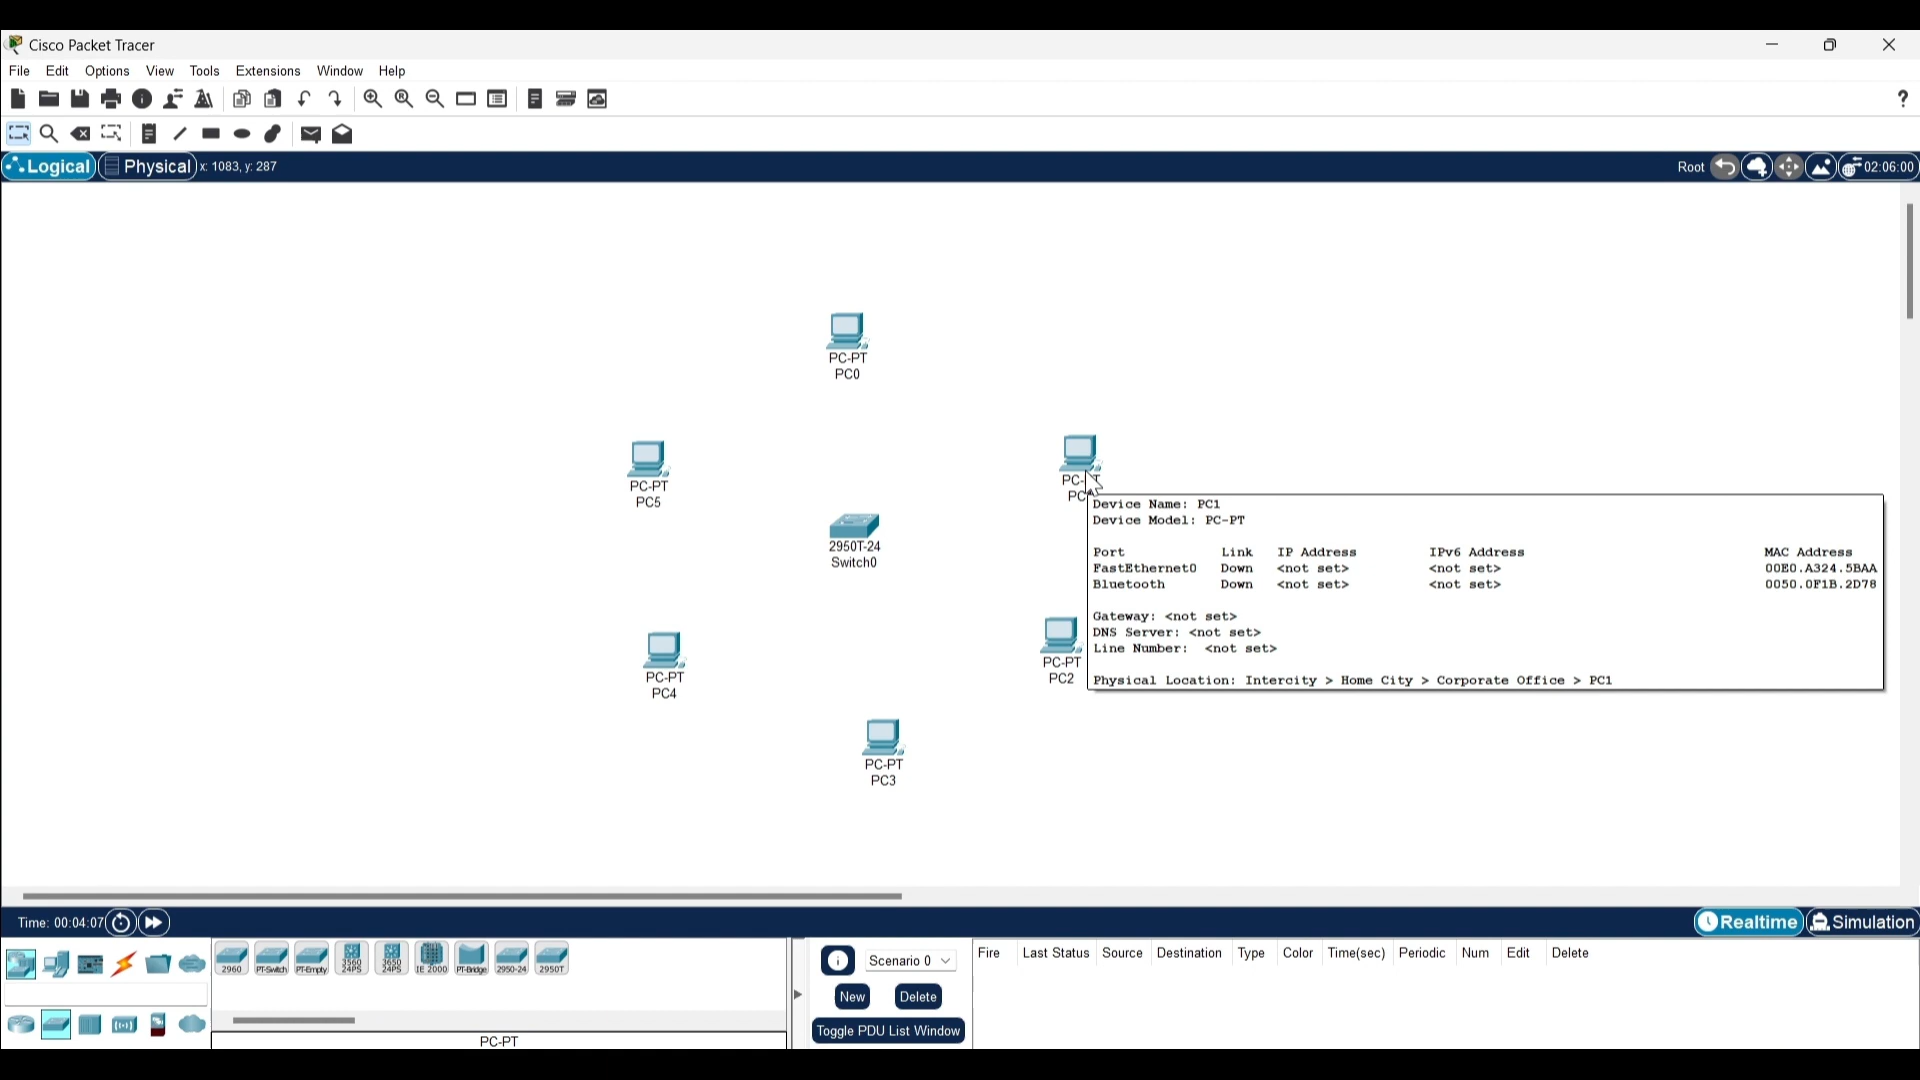 Cisco Packet Tracer
File Edit Options View Tools Extensions Window Help
?
Logical Physical x: 1083, y: 287 Root 02:06:00
PC-PT
PC0
PC-PT
PC5
2950T-24
Switch0
PC-PT
PC4
PC-PT
PC3
PC-PT
PC2
Device Name: PC1
Device Model: PC-PT
Port Link IP Address IPv6 Address MAC Address
FastEthernet0 Down <not set> <not set> 00E0.A324.5BAA
Bluetooth Down <not set> <not set> 0050.0F1B.2D78
Gateway: <not set>
DNS Server: <not set>
Line Number: <not set>
Physical Location: Intercity > Home City > Corporate Office > PC1
Time: 00:04:07 Realtime Simulation
2960 PT-Switch PT-Empty 3560 24PS 3650 24PS IE 2000 PT-Bridge 2950-24 2950T
PC-PT
Scenario 0
New Delete
Toggle PDU List Window
Fire Last Status Source Destination Type Color Time(sec) Periodic Num Edit Delete